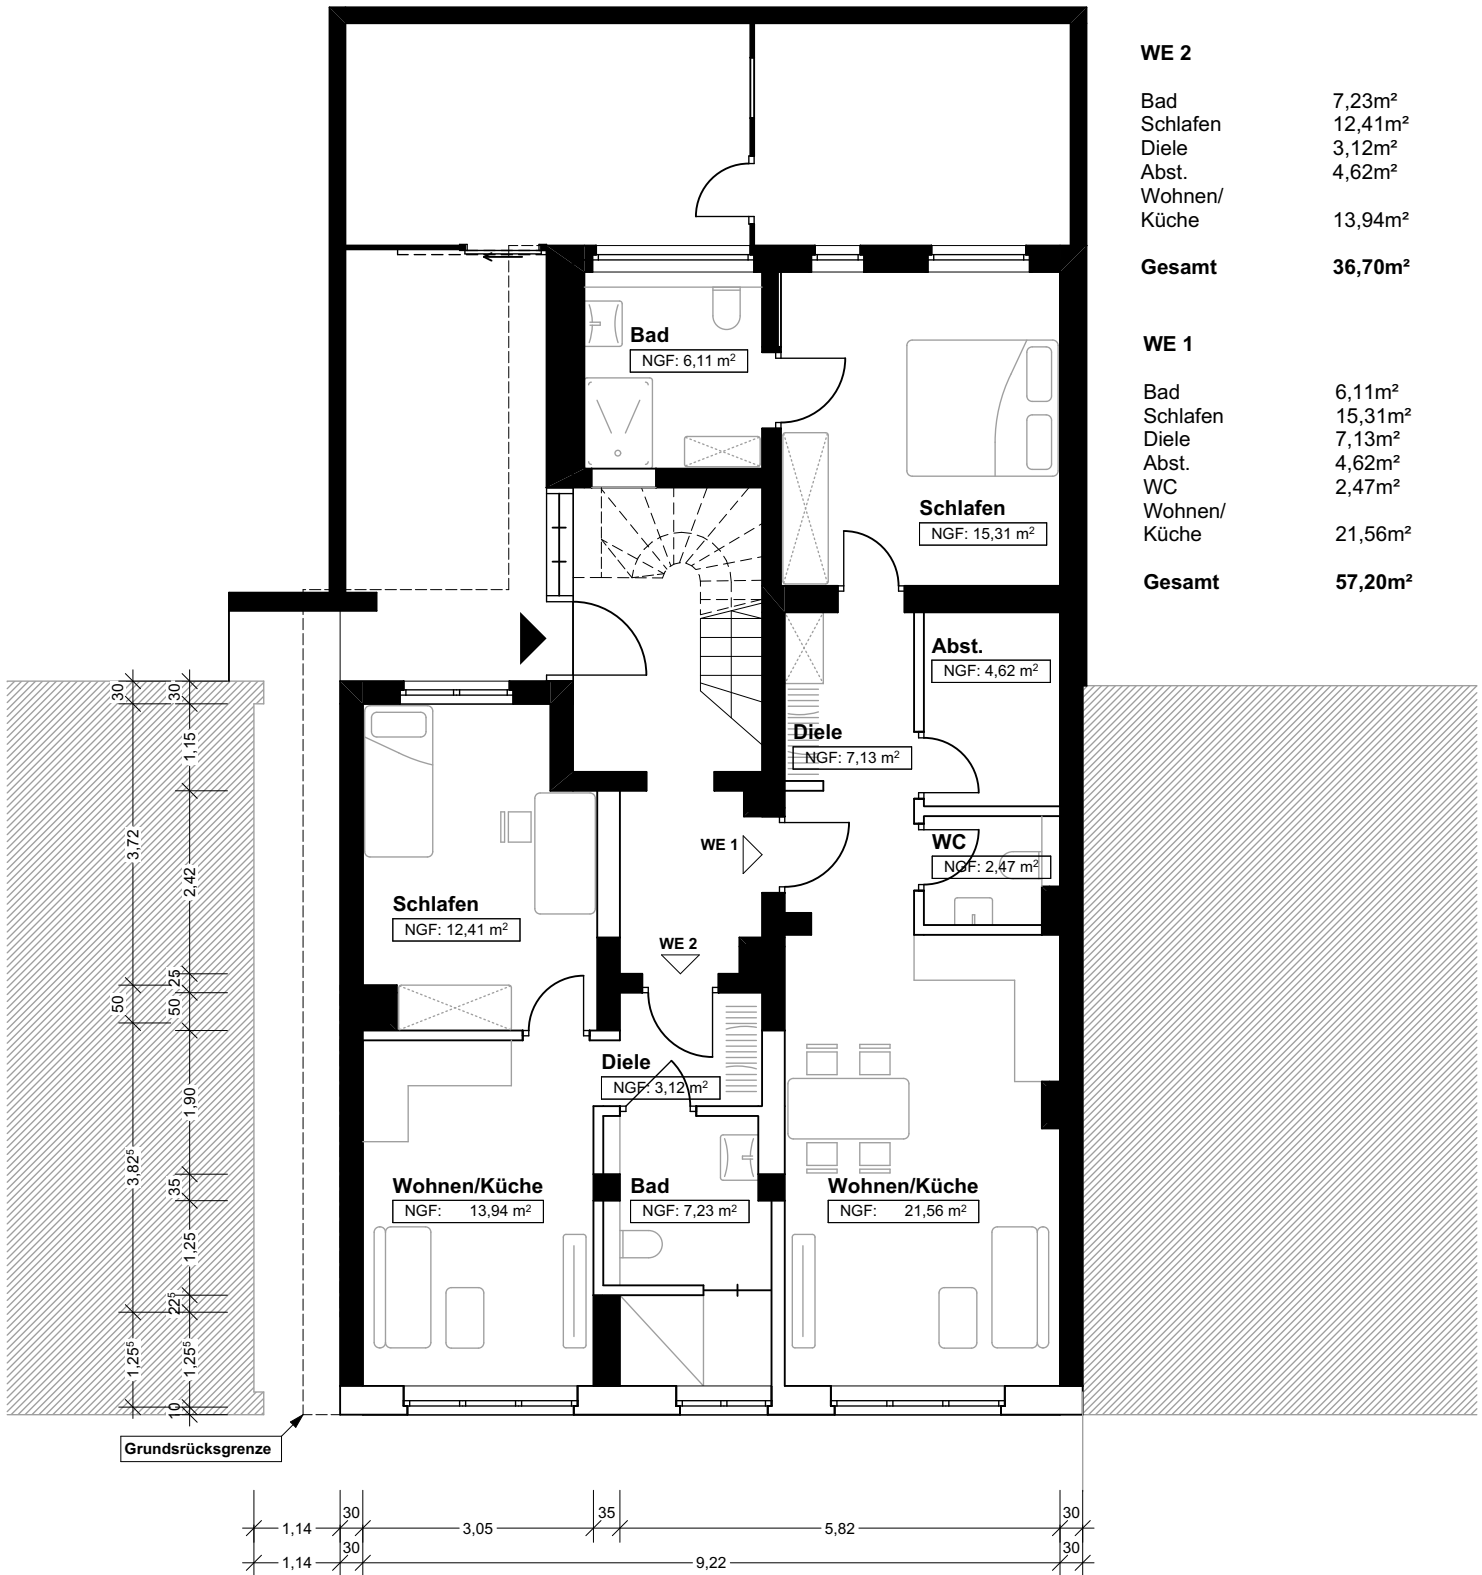 WE 2
Bad 7,23m²
Schlafen 12,41m²
Diele 3,12m²
Abst. 4,62m²
Wohnen/
Küche 13,94m²
Gesamt 36,70m²
WE 1
Bad 6,11m²
Schlafen 15,31m²
Diele 7,13m²
Abst. 4,62m²
WC 2,47m²
Wohnen/
Küche 21,56m²
Gesamt 57,20m²
Bad
NGF: 6,11 m²
Schlafen
NGF: 15,31 m²
Abst.
NGF: 4,62 m²
Diele
NGF: 7,13 m²
WE 1
WC
NGF: 2,47 m²
Schlafen
NGF: 12,41 m²
WE 2
Diele
NGF: 3,12 m²
Wohnen/Küche
NGF: 13,94 m²
Bad
NGF: 7,23 m²
Wohnen/Küche
NGF: 21,56 m²
30
3,72
50
3,82⁵
1,25⁵
30
1,15
2,42
25
50
1,90
35
1,25
22⁵
1,25⁵
10
Grundsrücksgrenze
1,14 30 3,05 35 5,82 30
1,14 30 9,22 30